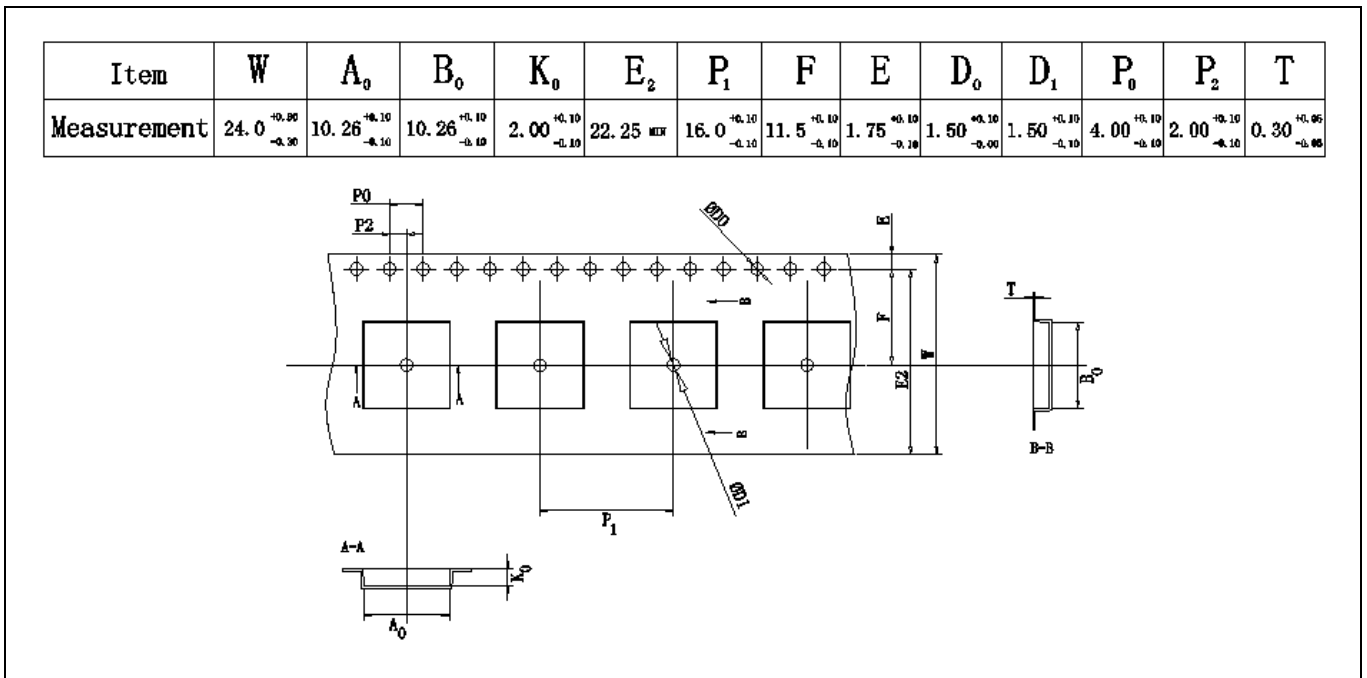 Item W A₀ B₀ K₀ E₂ P₁ F E D₀ D₁ P₀ P₂ T
Measurement 24.0 +0.30 -0.30 10.26 +0.10 -0.10 10.26 +0.10 -0.10 2.00 +0.10 -0.10 22.25 MIN 16.0 +0.10 -0.10 11.5 +0.10 -0.10 1.75 +0.10 -0.10 1.50 +0.10 -0.00 1.50 +0.10 -0.10 4.00 +0.10 -0.10 2.00 +0.10 -0.10 0.30 +0.05 -0.05
P0
P2
ØD0
E
B
T
F
W
E2
B₀
A
A
B
B-B
ØD1
P₁
A-A
K₀
A₀